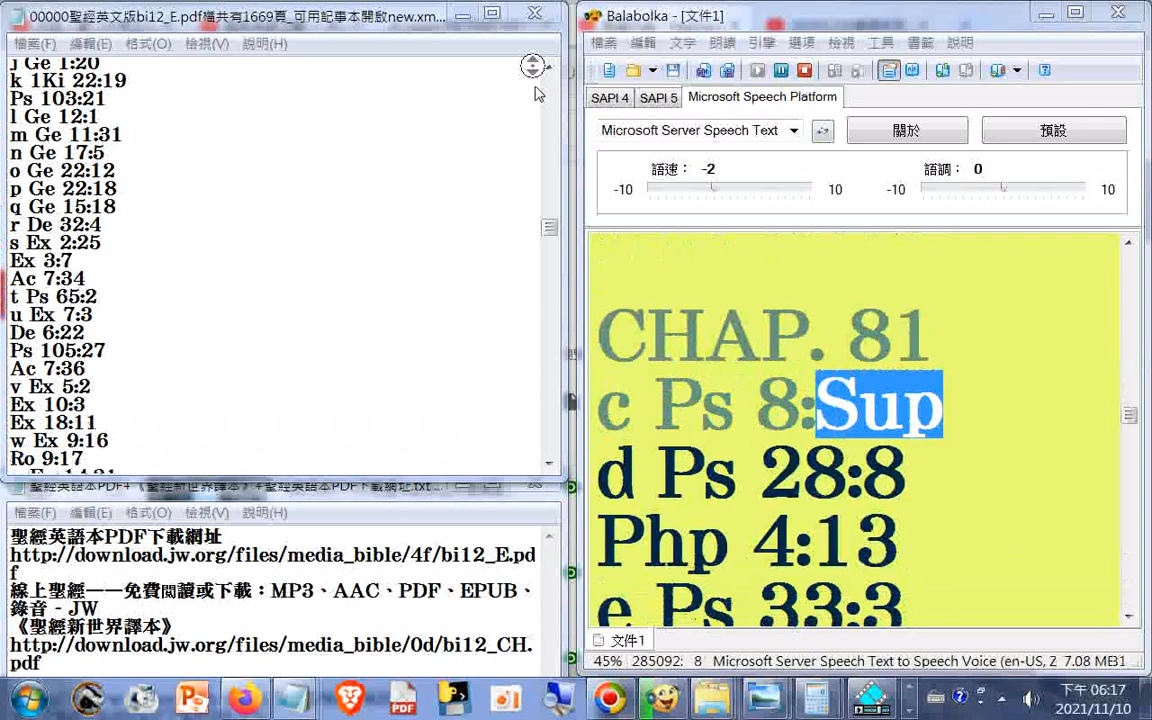 00000聖經英文版bi12_E.pdf檔共有1669頁_可用記事本開啟new.xm...
檔案(F) 編輯(E) 格式(O) 檢視(V) 說明(H)
j Ge 1:20
k 1Ki 22:19
Ps 103:21
l Ge 12:1
m Ge 11:31
n Ge 17:5
o Ge 22:12
p Ge 22:18
q Ge 15:18
r De 32:4
s Ex 2:25
Ex 3:7
Ac 7:34
t Ps 65:2
u Ex 7:3
De 6:22
Ps 105:27
Ac 7:36
v Ex 5:2
Ex 10:3
Ex 18:11
w Ex 9:16
Ro 9:17
聖經英語本PDF+《聖經新世界譯本》+聖經英語本PDF下載網址.txt ...
檔案(F) 編輯(E) 格式(O) 檢視(V) 說明(H)
聖經英語本PDF下載網址
http://download.jw.org/files/media_bible/4f/bi12_E.pd
f
線上聖經——免費閱讀或下載：MP3、AAC、PDF、EPUB、
錄音 - JW
《聖經新世界譯本》
http://download.jw.org/files/media_bible/0d/bi12_CH.
pdf
Balabolka - [文件1]
檔案 編輯 文字 朗讀 引擎 選項 檢視 工具 書籤 說明
SAPI 4 SAPI 5 Microsoft Speech Platform
Microsoft Server Speech Text 關於 預設
語速： -2 語調： 0
-10 10 -10 10
CHAP. 81
c Ps 8:Sup
d Ps 28:8
Php 4:13
e Ps 33:3
文件1
45% 285092: 8 Microsoft Server Speech Text to Speech Voice (en-US, Z 7.08 MB1
PDF
下午 06:17
2021/11/10